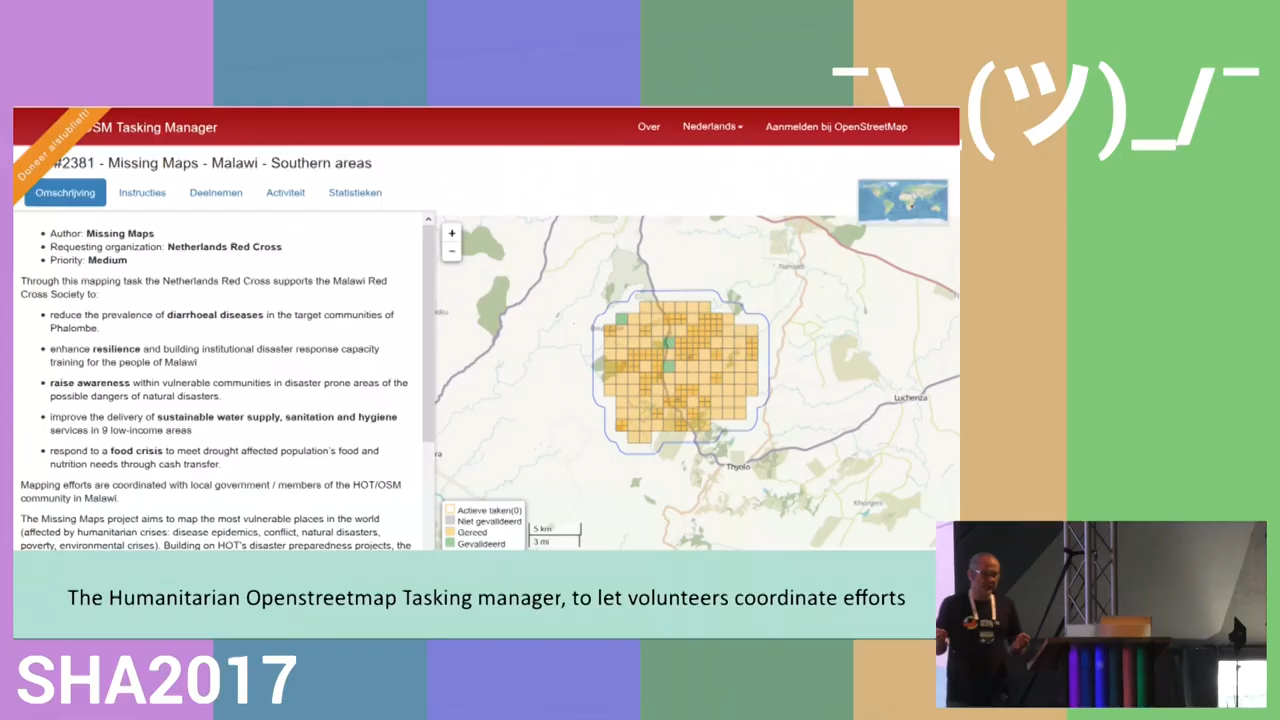 ¯\_(ツ)_/¯
Doneer alstublieft!
OSM Tasking Manager
Over
Nederlands
Aanmelden bij OpenStreetMap
#2381 - Missing Maps - Malawi - Southern areas
Omschrijving
Instructies
Deelnemen
Activiteit
Statistieken
Author: Missing Maps
Requesting organization: Netherlands Red Cross
Priority: Medium
Through this mapping task the Netherlands Red Cross supports the Malawi Red
Cross Society to:
reduce the prevalence of diarrhoeal diseases in the target communities of
Phalombe.
enhance resilience and building institutional disaster response capacity
training for the people of Malawi
raise awareness within vulnerable communities in disaster prone areas of the
possible dangers of natural disasters.
improve the delivery of sustainable water supply, sanitation and hygiene
services in 9 low-income areas
respond to a food crisis to meet drought affected population's food and
nutrition needs through cash transfer.
Mapping efforts are coordinated with local government / members of the HOT/OSM
community in Malawi.
The Missing Maps project aims to map the most vulnerable places in the world
(affected by humanitarian crises: disease epidemics, conflict, natural disasters,
poverty, environmental crises). Building on HOT's disaster preparedness projects, the
+
−
Luchenza
Thyolo
Actieve taken(0)
Niet gevalideerd
Gereed
Gevalideerd
5 km
3 mi
The Humanitarian Openstreetmap Tasking manager, to let volunteers coordinate efforts
SHA2017